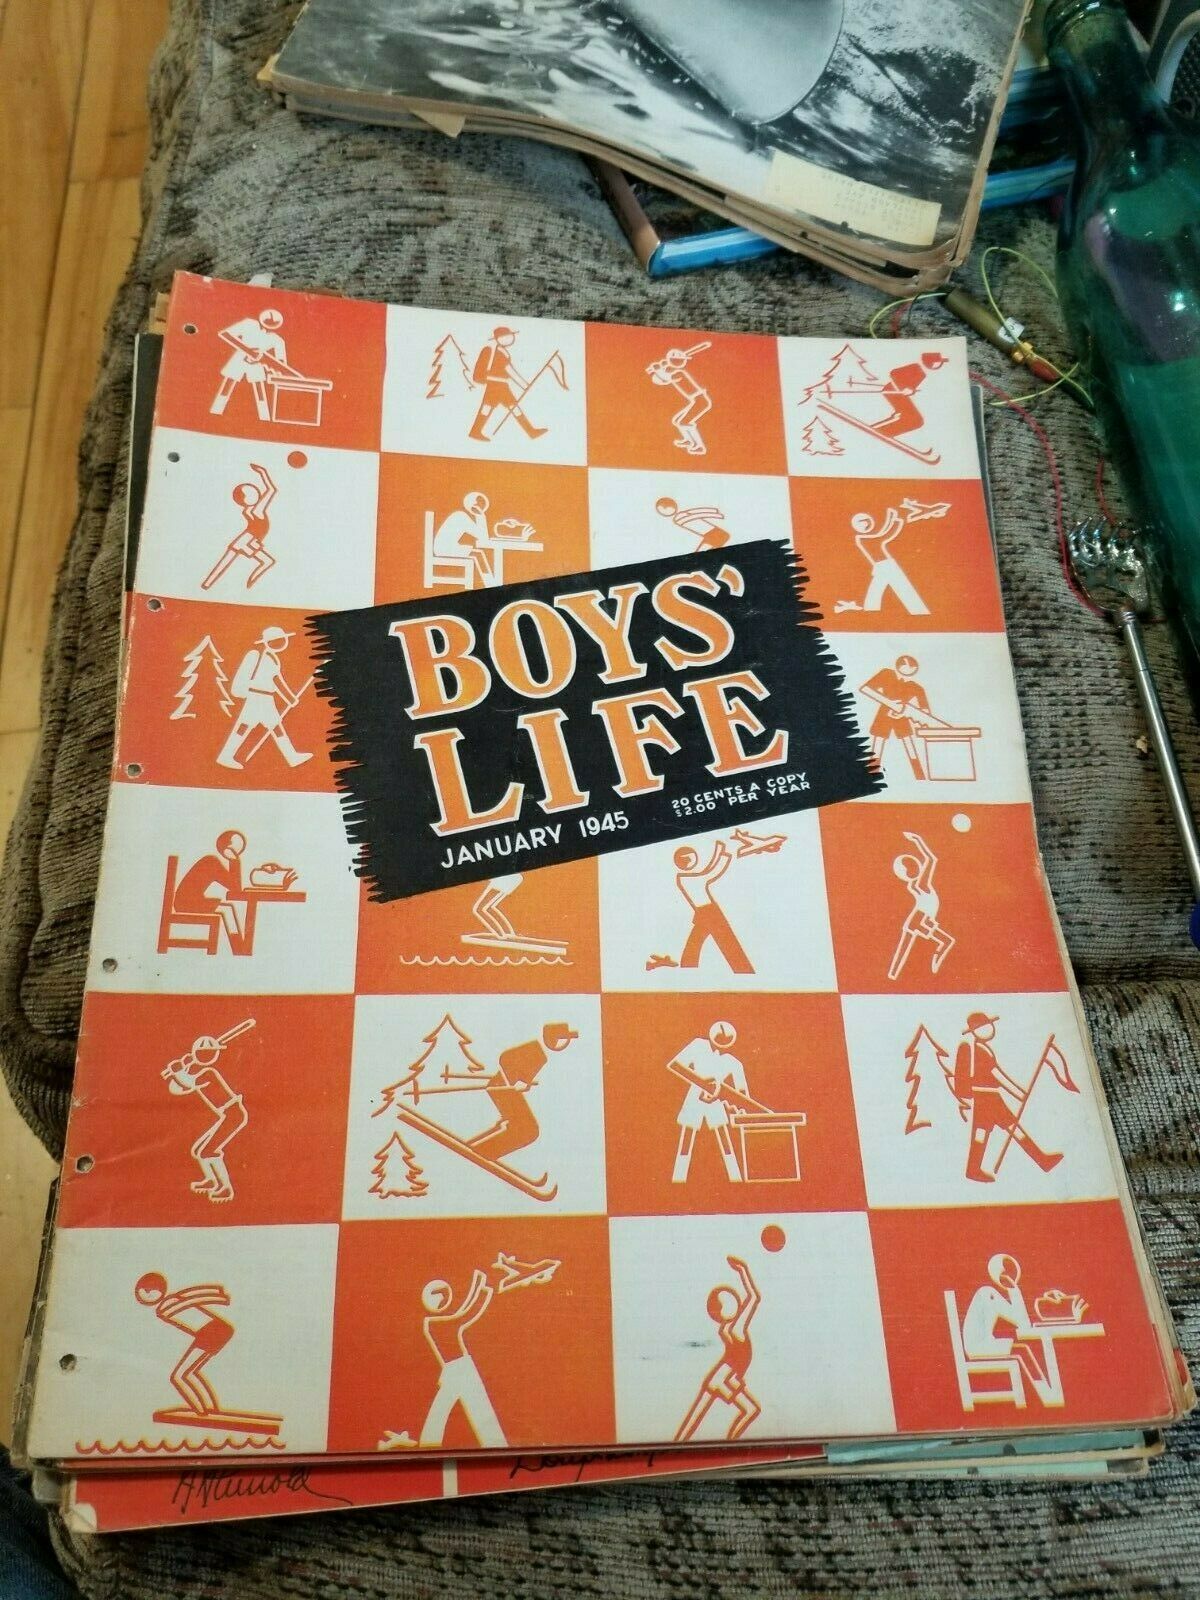 BOYS'
LIFE
JANUARY 1945
20 CENTS A COPY
$2.00 PER YEAR